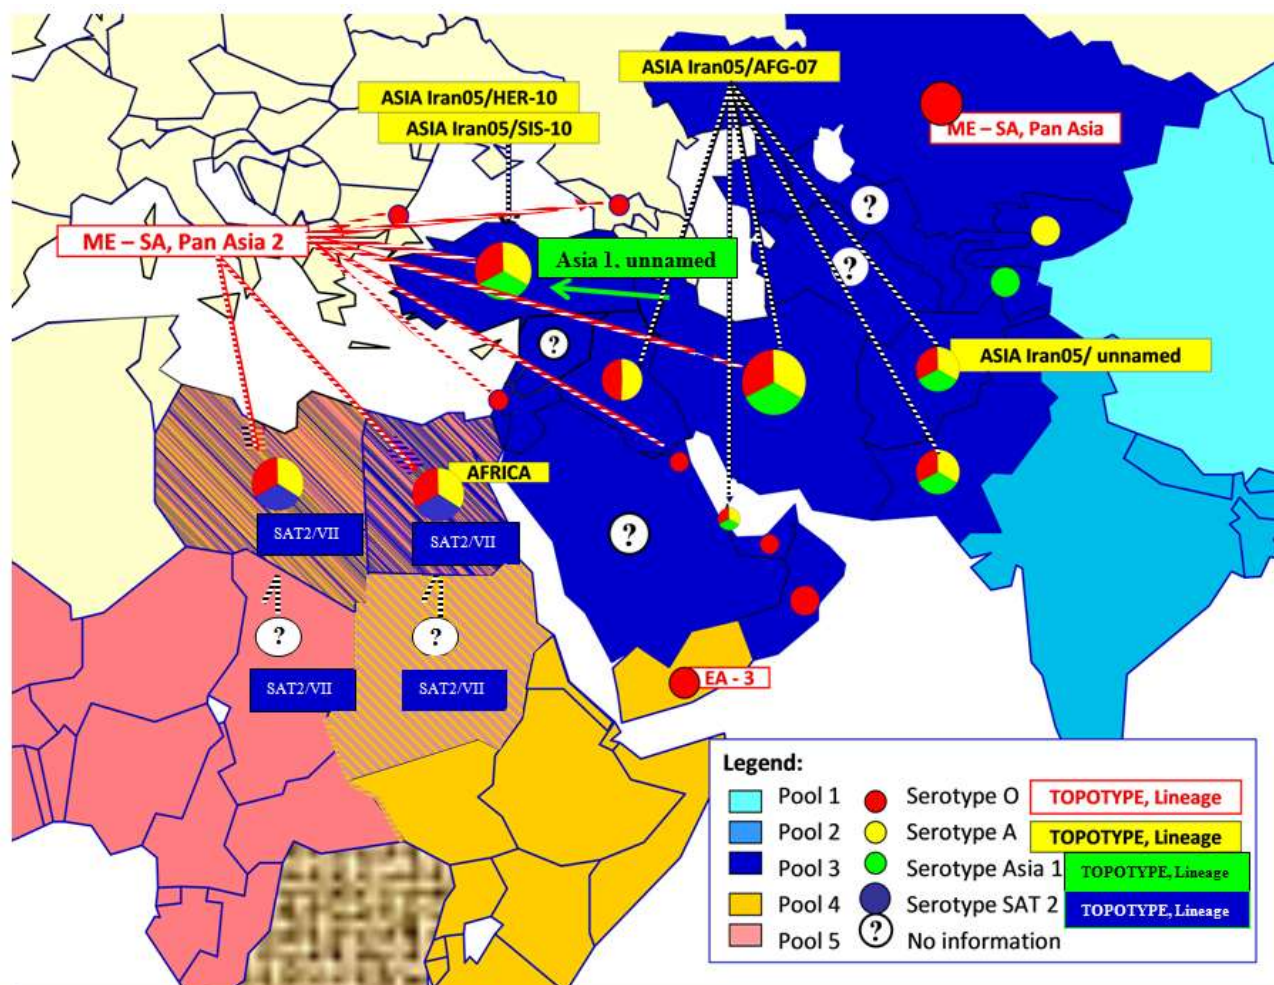 ASIA Iran05/AFG-07
ASIA Iran05/HER-10
ASIA Iran05/SIS-10
ME – SA, Pan Asia
?
ME – SA, Pan Asia 2
Asia 1, unnamed
?
?
ASIA Iran05/ unnamed
AFRICA
SAT2/VII
SAT2/VII
?
?
?
SAT2/VII
SAT2/VII
EA - 3
Legend:
Pool 1
Serotype O
TOPOTYPE, Lineage
Pool 2
Serotype A
TOPOTYPE, Lineage
Pool 3
Serotype Asia 1
TOPOTYPE, Lineage
Pool 4
Serotype SAT 2
TOPOTYPE, Lineage
Pool 5
?
No information